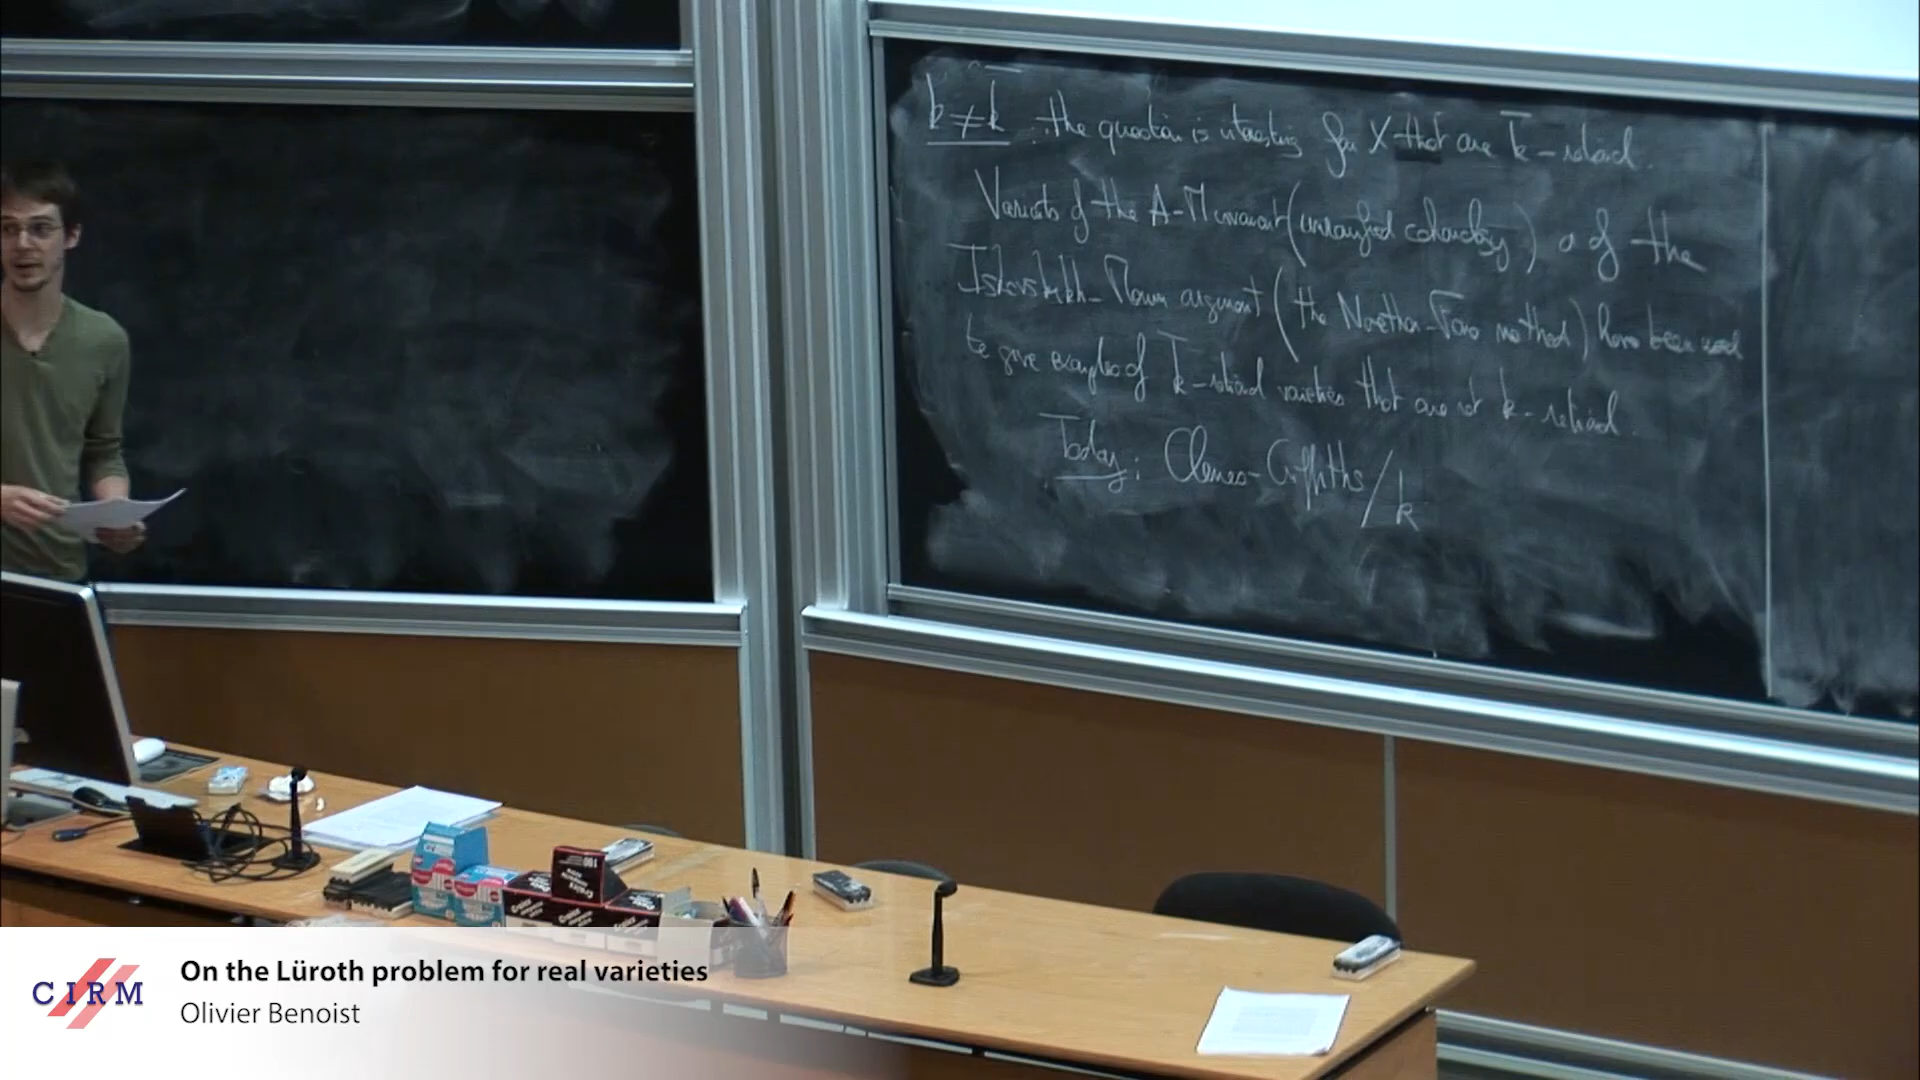 k ≠ k̄ : the question is interesting for X that are k̄-rational.
Variants of the A-M invariant (unramified cohomology) or of the
Iskovskikh-Manin argument (the Noether-Fano method) have been used
to give examples of k̄-rational varieties that are not k-rational.
Today: Clemens-Griffiths/k
CIRM
On the Lüroth problem for real varieties
Olivier Benoist